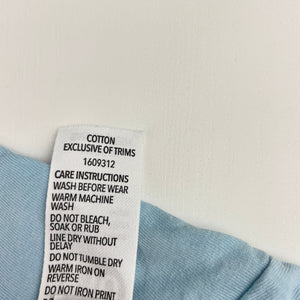 COTTON
EXCLUSIVE OF TRIMS
1609312
CARE INSTRUCTIONS
WASH BEFORE WEAR
WARM MACHINE
WASH
DO NOT BLEACH,
SOAK OR RUB
LINE DRY WITHOUT
DELAY
DO NOT TUMBLE DRY
WARM IRON ON
REVERSE
DO NOT IRON PRINT